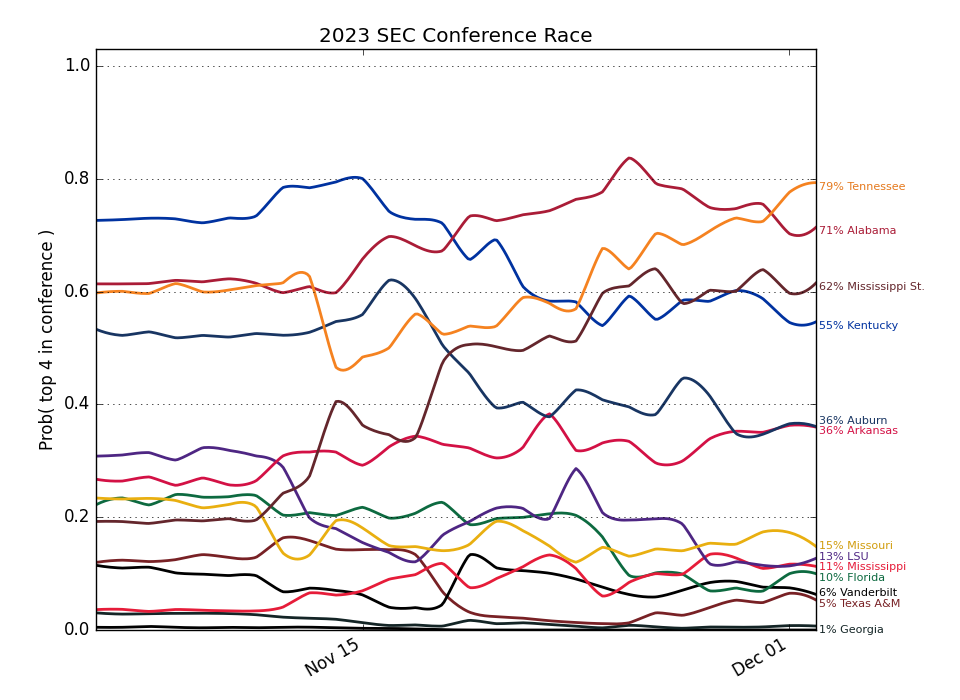 2023 SEC Conference Race
1.0
0.8
0.6
0.4
0.2
0.0
Prob( top 4 in conference )
Nov 15
Dec 01
79% Tennessee
71% Alabama
62% Mississippi St.
55% Kentucky
36% Auburn
36% Arkansas
15% Missouri
13% LSU
11% Mississippi
10% Florida
6% Vanderbilt
5% Texas A&M
1% Georgia